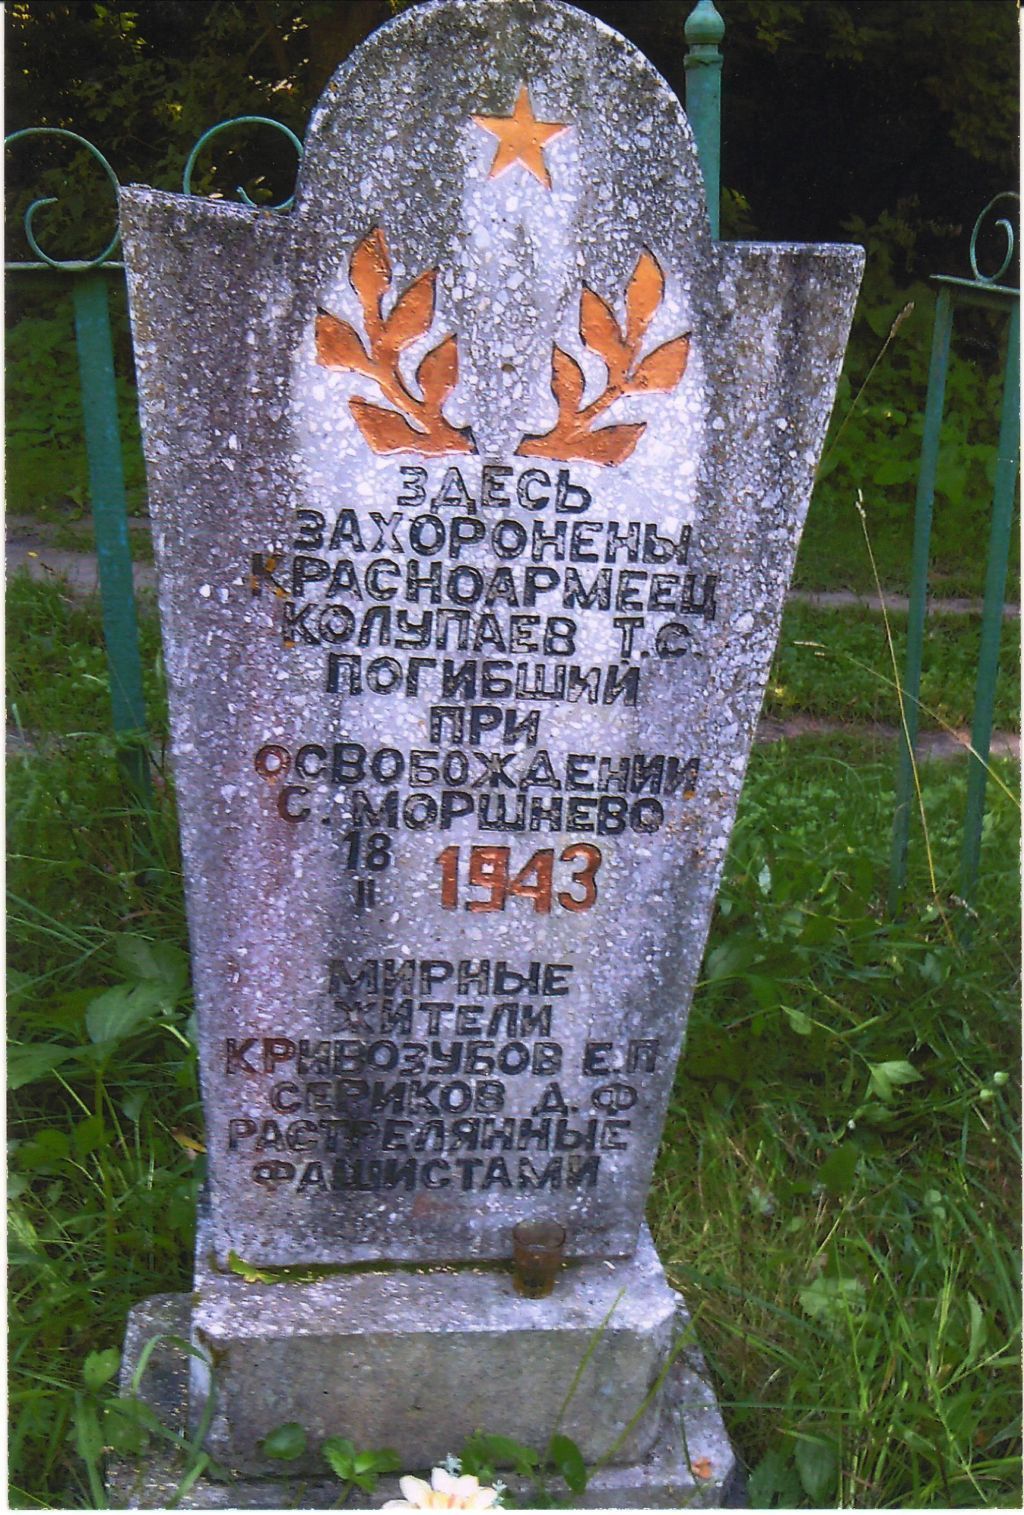 ЗДЕСЬ
ЗАХОРОНЕНЫ
КРАСНОАРМЕЕЦ
КОЛУПАЕВ Т.С.
ПОГИБШИЙ
ПРИ
ОСВОБОЖДЕНИИ
С. МОРШНЕВО
18 1943
II
МИРНЫЕ
ЖИТЕЛИ
КРИВОЗУБОВ Е.П
СЕРИКОВ Д.Ф
РАСТРЕЛЯННЫЕ
ФАШИСТАМИ